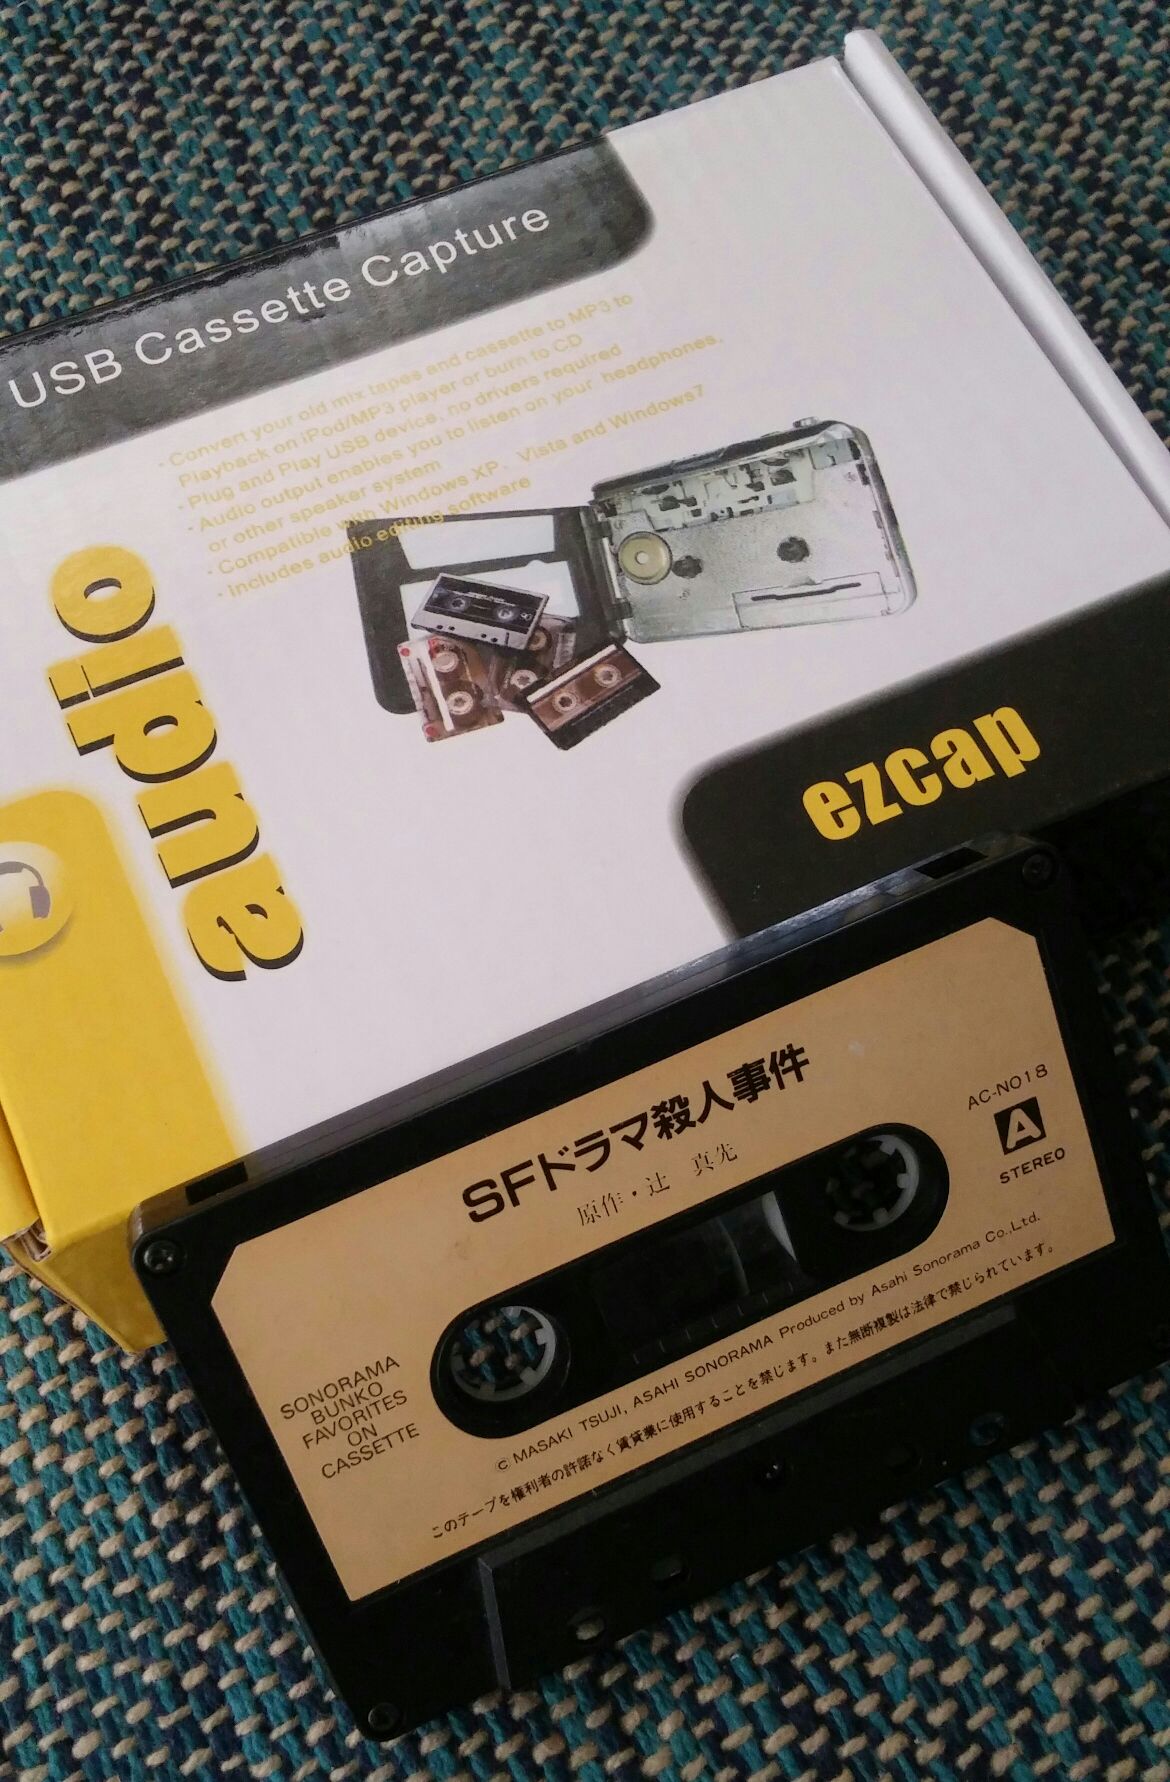 USB Cassette Capture
· Convert your old mix tapes and cassette to MP3 to
Playback on iPod/MP3 player or burn to CD
· Plug and Play USB device, no drivers required
· Audio output enables you to listen on your headphones,
or other speaker system
· Compatible with Windows XP、Vista and Windows7
· includes audio editing software
audio
ezcap
SFドラマ殺人事件
原作・辻 真先
AC-NO18
A
STEREO
SONORAMA
BUNKO
FAVORITES
ON
CASSETTE
©MASAKI TSUJI, ASAHI SONORAMA Produced by Asahi Sonorama Co.,Ltd.
このテープを権利者の許諾なく賃貸業に使用することを禁じます。また無断複製は法律で禁じられています。